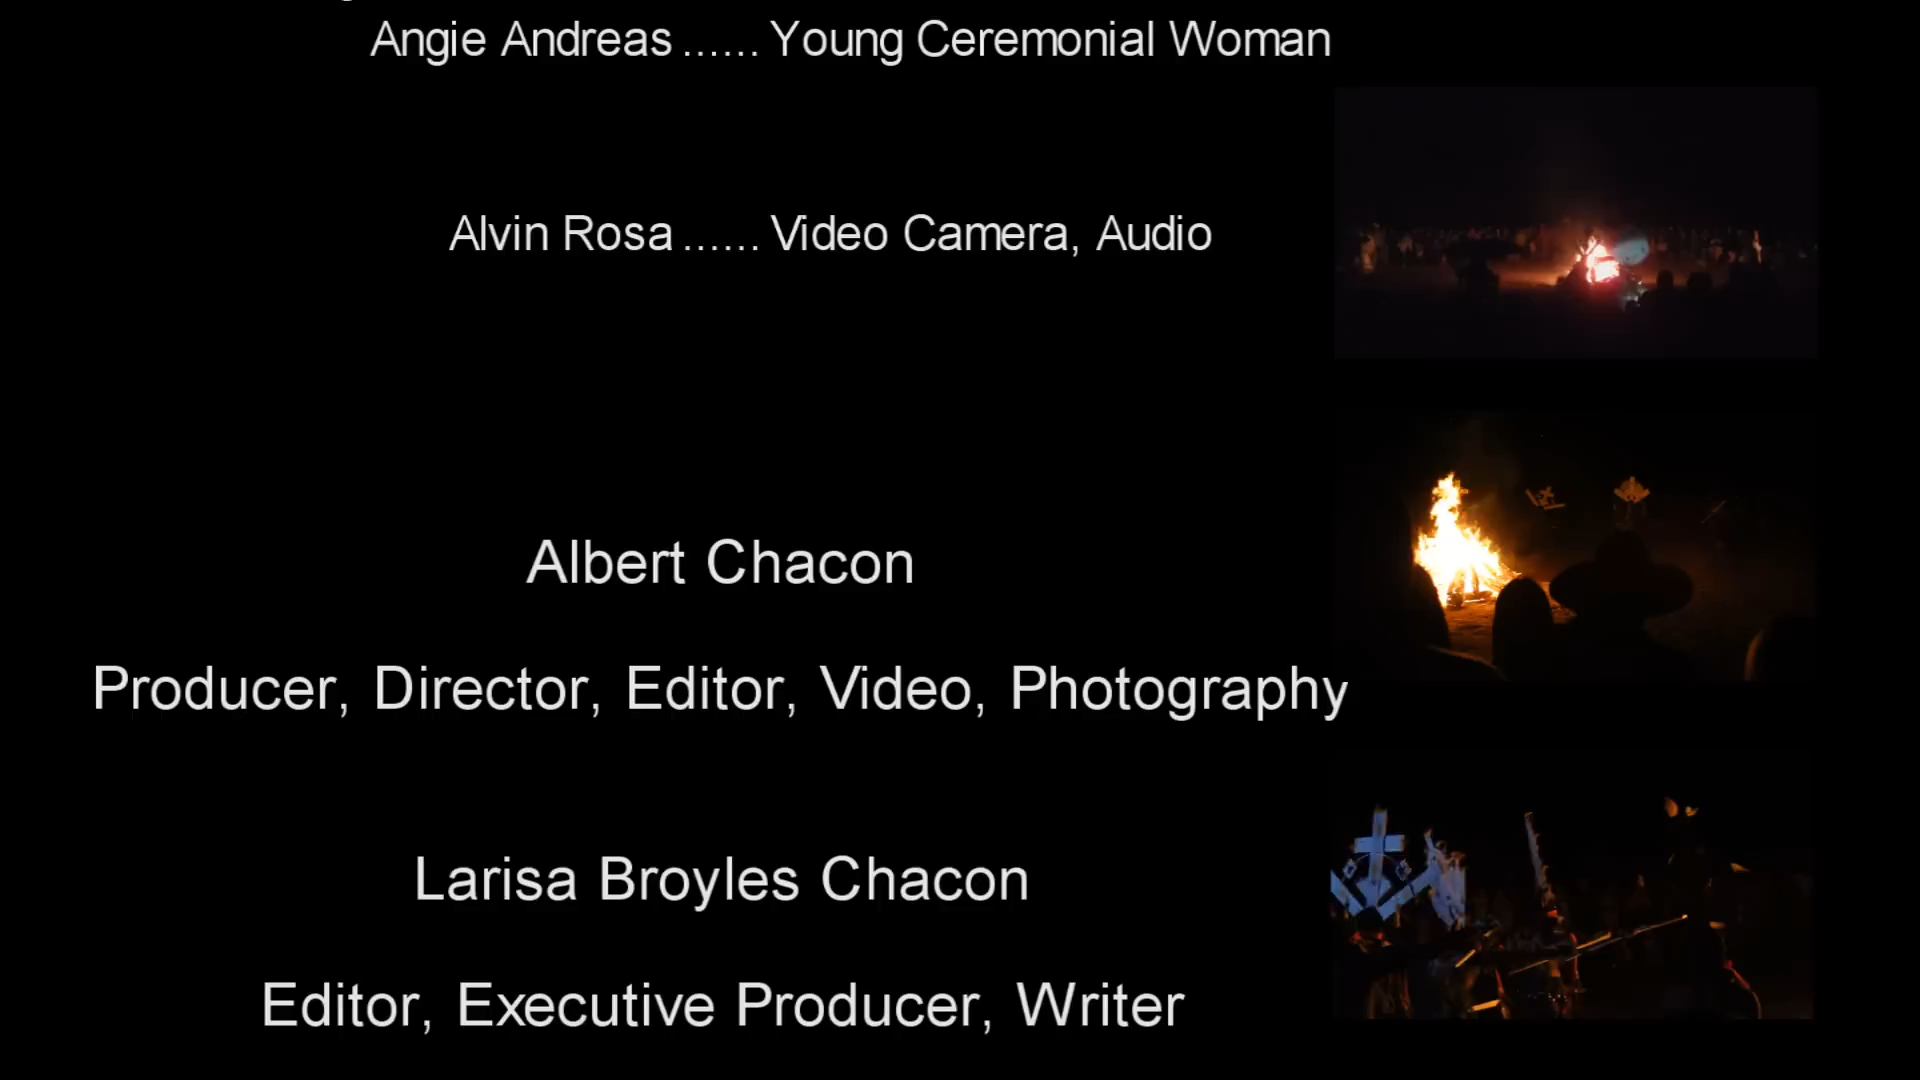 Angie Andreas ...... Young Ceremonial Woman
Alvin Rosa ...... Video Camera, Audio
Albert Chacon
Producer, Director, Editor, Video, Photography
Larisa Broyles Chacon
Editor, Executive Producer, Writer